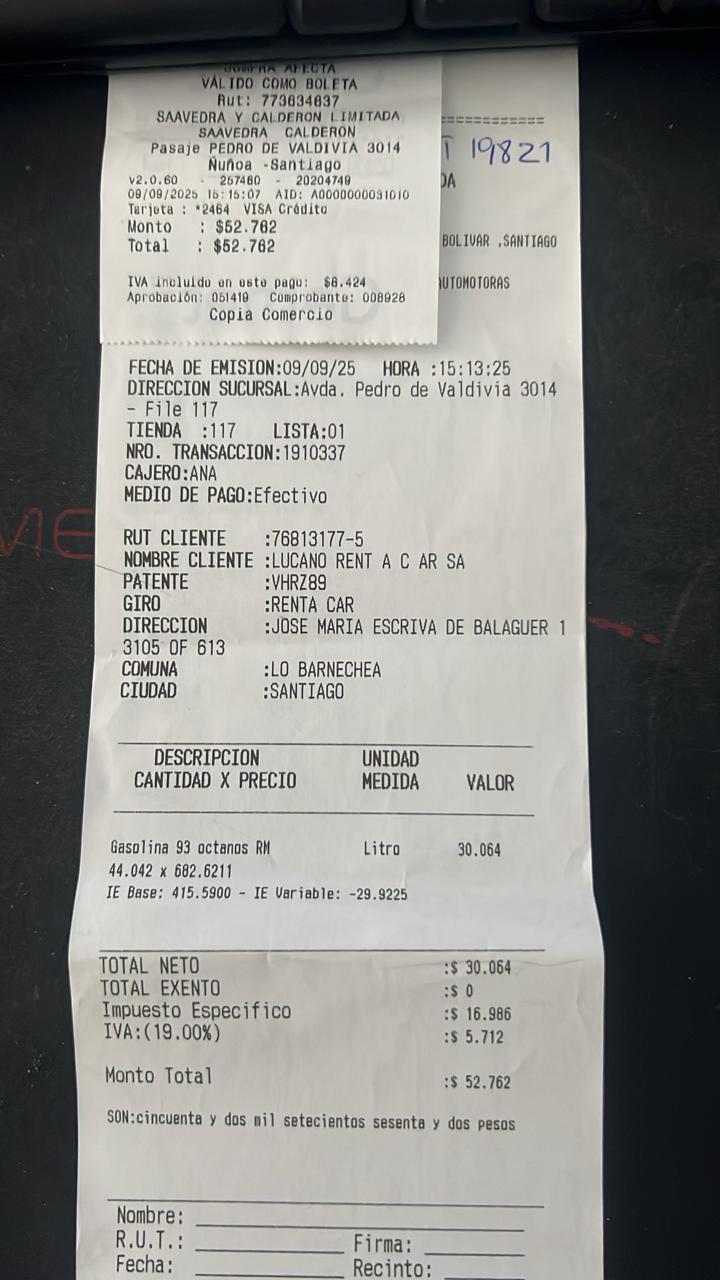 COMPRA AFECTA
VÁLIDO COMO BOLETA
Rut: 773634637
SAAVEDRA Y CALDERON LIMITADA
SAAVEDRA CALDERON
Pasaje PEDRO DE VALDIVIA 3014
Ñuñoa -Santiago
v2.0.60 - 257480 - 20204749
09/09/2025 15:15:07 AID: A0000000031010
Tarjeta : *2464 VISA Crédito
Monto : $52.762
Total : $52.762
IVA incluido en este pago: $8.424
Aprobación: 051419 Comprobante: 008928
Copia Comercio
============
T 19821
DA
BOLIVAR ,SANTIAGO
AUTOMOTORAS
FECHA DE EMISION:09/09/25 HORA :15:13:25
DIRECCION SUCURSAL:Avda. Pedro de Valdivia 3014
- File 117
TIENDA :117 LISTA:01
NRO. TRANSACCION:1910337
CAJERO:ANA
MEDIO DE PAGO:Efectivo
RUT CLIENTE :76813177-5
NOMBRE CLIENTE :LUCANO RENT A C AR SA
PATENTE :VHRZ89
GIRO :RENTA CAR
DIRECCION :JOSE MARIA ESCRIVA DE BALAGUER 1
3105 OF 613
COMUNA :LO BARNECHEA
CIUDAD :SANTIAGO
DESCRIPCION UNIDAD
CANTIDAD X PRECIO MEDIDA VALOR
Gasolina 93 octanos RM Litro 30.064
44.042 x 682.6211
IE Base: 415.5900 - IE Variable: -29.9225
TOTAL NETO :$ 30.064
TOTAL EXENTO :$ 0
Impuesto Especifico :$ 16.986
IVA:(19.00%) :$ 5.712
Monto Total :$ 52.762
SON:cincuenta y dos mil setecientos sesenta y dos pesos
Nombre:
R.U.T.: Firma:
Fecha: Recinto: